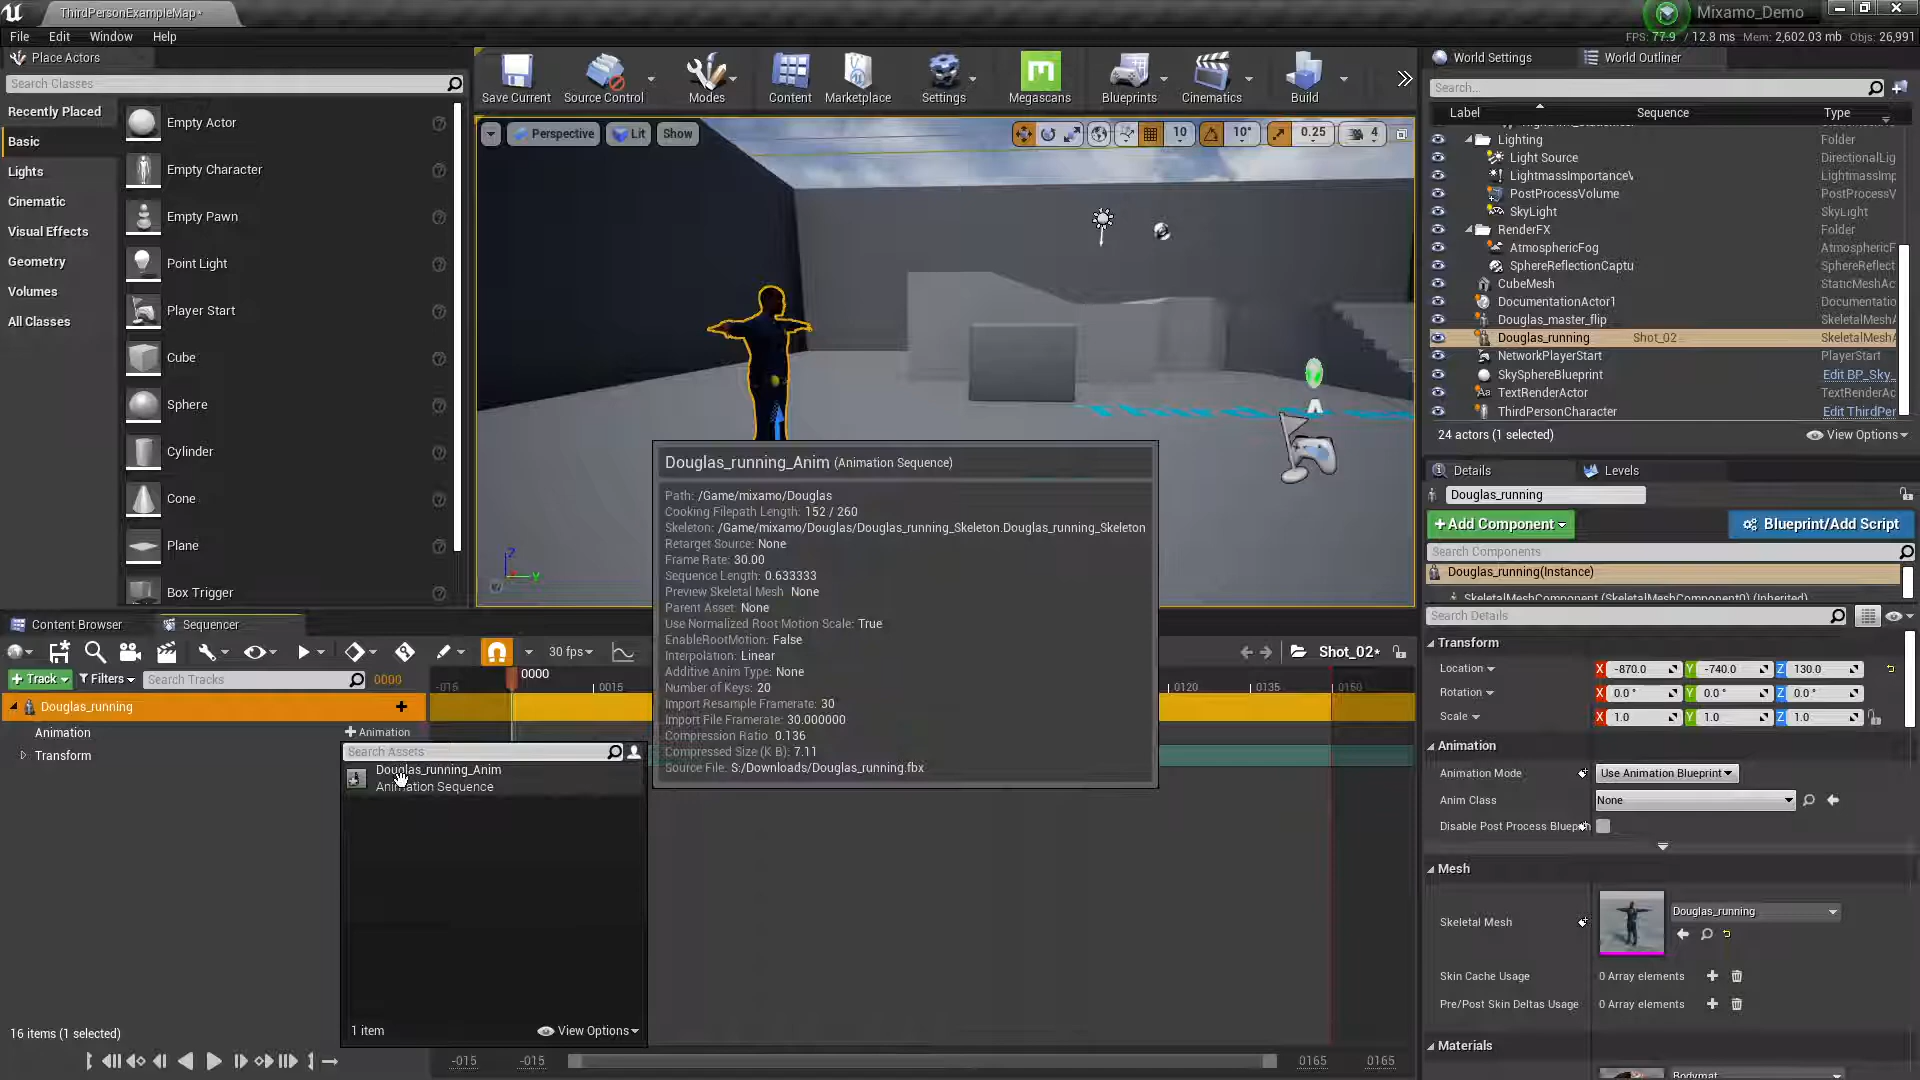 ThirdPersonExampleMap*
Mixamo_Demo
File Edit Window Help
FPS: 77.9 / 12.8 ms Mem: 2,602.03 mb Objs: 26,991
Place Actors
Search Classes
Recently Placed
Basic
Lights
Cinematic
Visual Effects
Geometry
Volumes
All Classes
Empty Actor
Empty Character
Empty Pawn
Point Light
Player Start
Cube
Sphere
Cylinder
Cone
Plane
Box Trigger
Save Current
Source Control
Modes
Content
Marketplace
Settings
Megascans
Blueprints
Cinematics
Build
Perspective Lit Show
10 10° 0.25 4
World Settings World Outliner
Search...
Label Sequence Type
Lighting Folder
Light Source DirectionalLig
LightmassImportanceV LightmassImp
PostProcessVolume PostProcessV
SkyLight SkyLight
RenderFX Folder
AtmosphericFog AtmosphericF
SphereReflectionCaptu SphereReflect
CubeMesh StaticMeshAc
DocumentationActor1 Documentatio
Douglas_master_flip SkeletalMeshA
Douglas_running Shot_02 SkeletalMeshA
NetworkPlayerStart PlayerStart
SkySphereBlueprint Edit BP_Sky_
TextRenderActor TextRenderAc
ThirdPersonCharacter Edit ThirdPer
24 actors (1 selected) View Options
Details Levels
Douglas_running
+Add Component Blueprint/Add Script
Search Components
Douglas_running(Instance)
SkeletalMeshComponent (SkeletalMeshComponent0) (Inherited)
Search Details
Transform
Location X -870.0 Y -740.0 Z 130.0
Rotation X 0.0 ° Y 0.0 ° Z 0.0 °
Scale X 1.0 Y 1.0 Z 1.0
Animation
Animation Mode Use Animation Blueprint
Anim Class None
Disable Post Process Bluepri
Mesh
Skeletal Mesh Douglas_running
Skin Cache Usage 0 Array elements
Pre/Post Skin Deltas Usage 0 Array elements
Materials
Bodymat
Douglas_running_Anim (Animation Sequence)
Path: /Game/mixamo/Douglas
Cooking Filepath Length: 152 / 260
Skeleton: /Game/mixamo/Douglas/Douglas_running_Skeleton.Douglas_running_Skeleton
Retarget Source: None
Frame Rate: 30.00
Sequence Length: 0.633333
Preview Skeletal Mesh None
Parent Asset: None
Use Normalized Root Motion Scale: True
EnableRootMotion: False
Interpolation: Linear
Additive Anim Type: None
Number of Keys: 20
Import Resample Framerate: 30
Import File Framerate: 30.000000
Compression Ratio: 0.136
Compressed Size (K B): 7.11
Source File: S:/Downloads/Douglas_running.fbx
Z
Y
Content Browser Sequencer
30 fps
Shot_02*
+ Track Filters Search Tracks 0000
-015 0000 0015 0120 0135 0150
Douglas_running
Animation + Animation
Transform
Search Assets
Douglas_running_Anim
Animation Sequence
1 item View Options
16 items (1 selected)
-015 -015 0165 0165